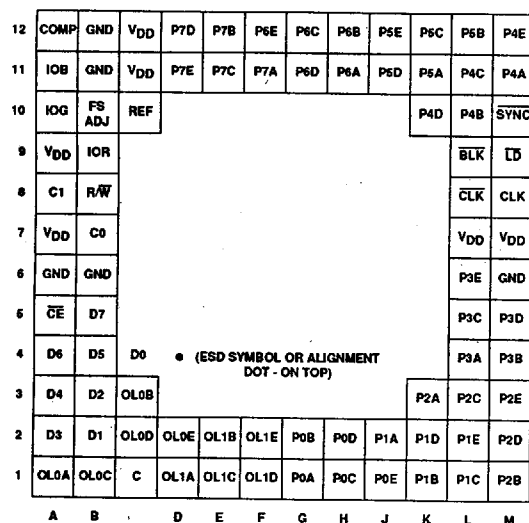 12 COMP GND VDD P7D P7B P6E P6C P6B P5E P5C P5B P4E
11 IOB GND VDD P7E P7C P7A P6D P6A P5D P5A P4C P4A
10 IOG FS ADJ REF P4D P4B S̅Y̅N̅C̅
9 VDD IOR B̅L̅K̅ L̅D̅
8 C1 R/W̅ C̅L̅K̅ CLK
7 VDD C0 VDD VDD
6 GND GND P3E GND
5 C̅E̅ D7 P3C P3D
4 D6 D5 D0 • (ESD SYMBOL OR ALIGNMENT P3A P3B
DOT - ON TOP)
3 D4 D2 OL0B P2A P2C P2E
2 D3 D1 OL0D OL0E OL1B OL1E P0B P0D P1A P1D P1E P2D
1 OL0A OL0C C OL1A OL1C OL1D P0A P0C P0E P1B P1C P2B
A B D E F G H J K L M